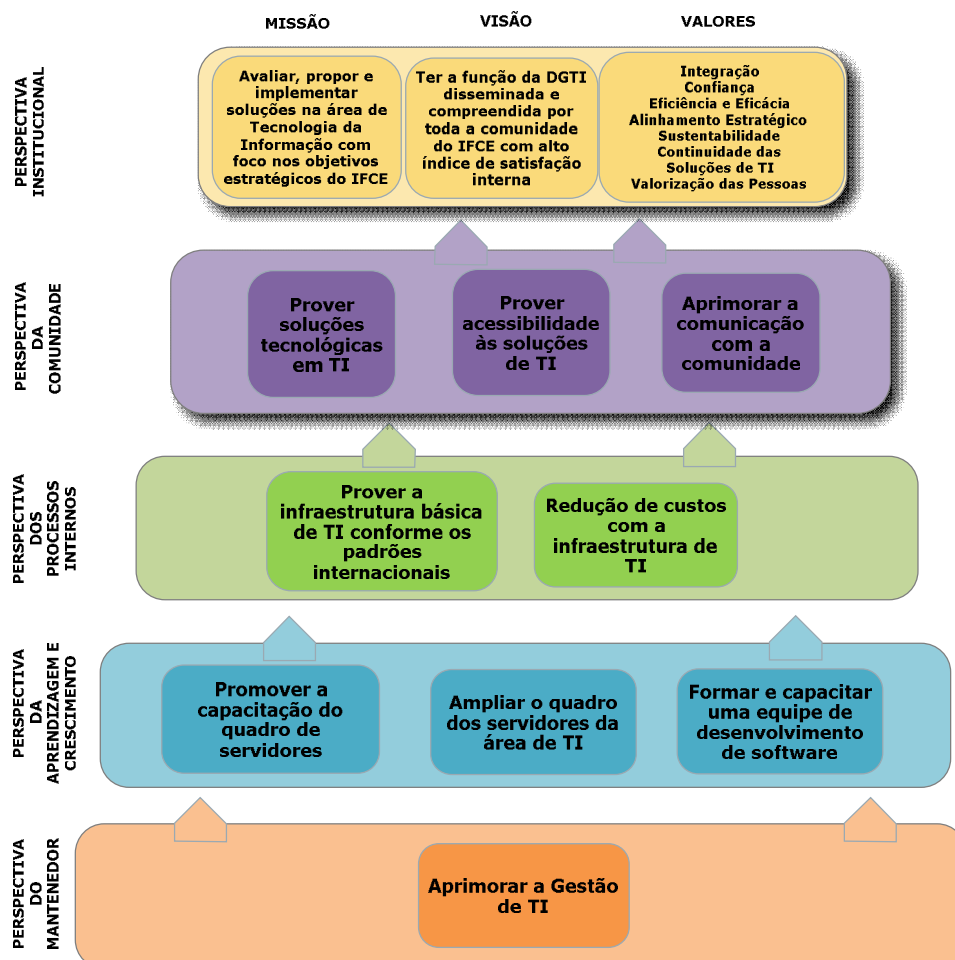 MISSÃO
VISÃO
VALORES
PERSPECTIVA
INSTITUCIONAL
Avaliar, propor e
implementar
soluções na área de
Tecnologia da
Informação com
foco nos objetivos
estratégicos do IFCE
Ter a função da DGTI
disseminada e
compreendida por
toda a comunidade
do IFCE com alto
índice de satisfação
interna
Integração
Confiança
Eficiência e Eficácia
Alinhamento Estratégico
Sustentabilidade
Continuidade das
Soluções de TI
Valorização das Pessoas
PERSPECTIVA
DA
COMUNIDADE
Prover
soluções
tecnológicas
em TI
Prover
acessibilidade
às soluções
de TI
Aprimorar a
comunicação
com a
comunidade
PERSPECTIVA
DOS
PROCESSOS
INTERNOS
Prover a
infraestrutura básica
de TI conforme os
padrões
internacionais
Redução de custos
com a
infraestrutura de
TI
PERSPECTIVA
DA
APRENDIZAGEM E
CRESCIMENTO
Promover a
capacitação do
quadro de
servidores
Ampliar o quadro
dos servidores da
área de TI
Formar e capacitar
uma equipe de
desenvolvimento
de software
PERSPECTIVA
DO
MANTENEDOR
Aprimorar a Gestão
de TI